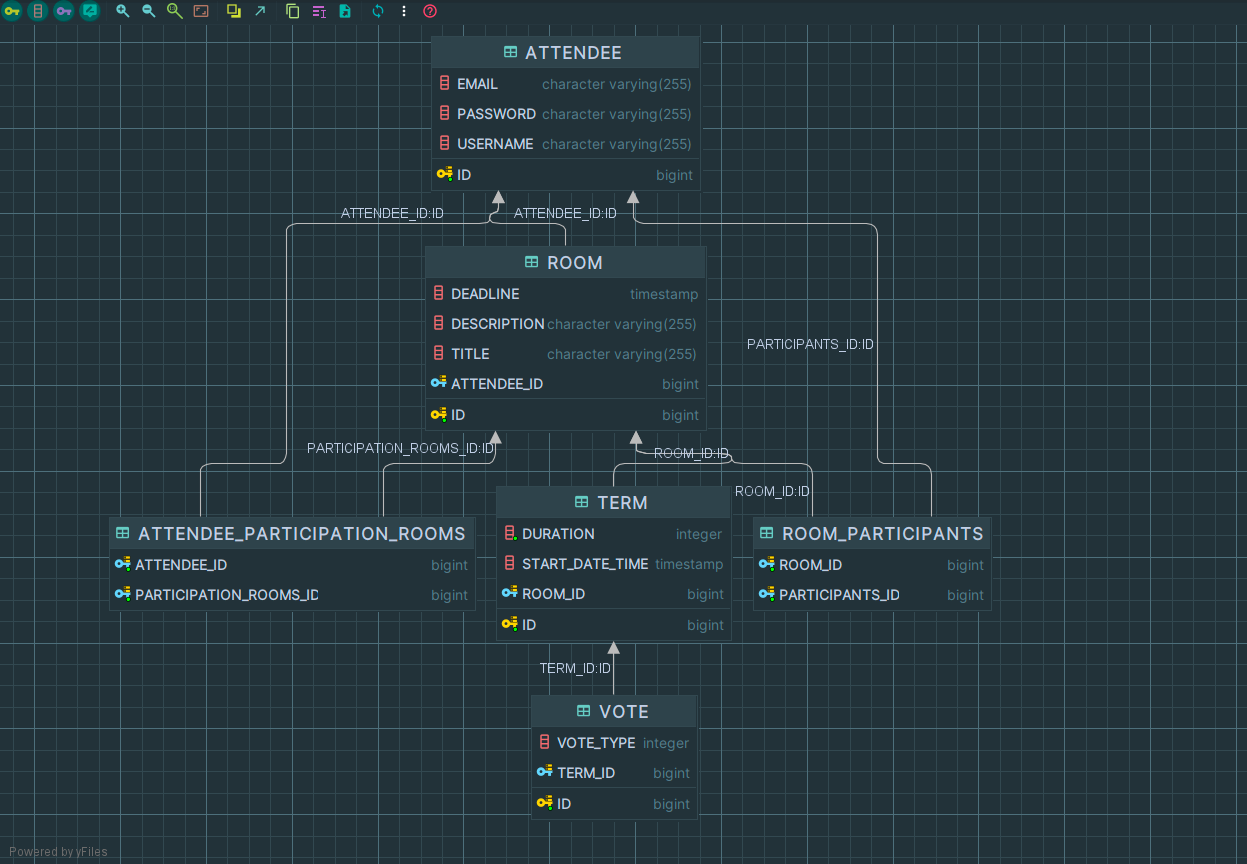 ATTENDEE
EMAIL character varying(255)
PASSWORD character varying(255)
USERNAME character varying(255)
ID bigint
ATTENDEE_ID:ID ATTENDEE_ID:ID
ROOM
DEADLINE timestamp
DESCRIPTION character varying(255)
TITLE character varying(255)
ATTENDEE_ID bigint
ID bigint
PARTICIPANTS_ID:ID
PARTICIPATION_ROOMS_ID:ID
ROOM_ID:ID
ROOM_ID:ID
ATTENDEE_PARTICIPATION_ROOMS
ATTENDEE_ID bigint
PARTICIPATION_ROOMS_ID bigint
TERM
DURATION integer
START_DATE_TIME timestamp
ROOM_ID bigint
ID bigint
ROOM_PARTICIPANTS
ROOM_ID bigint
PARTICIPANTS_ID bigint
TERM_ID:ID
VOTE
VOTE_TYPE integer
TERM_ID bigint
ID bigint
Powered by yFiles